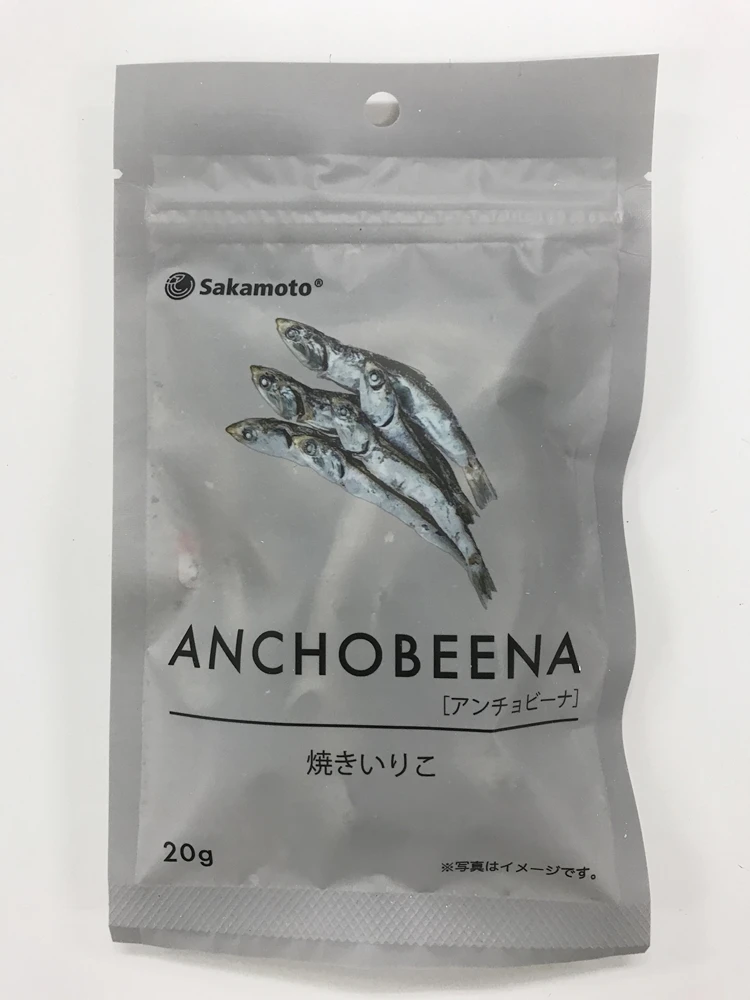 Sakamoto®
ANCHOBEENA
[アンチョビーナ]
焼きいりこ
20g
※写真はイメージです。